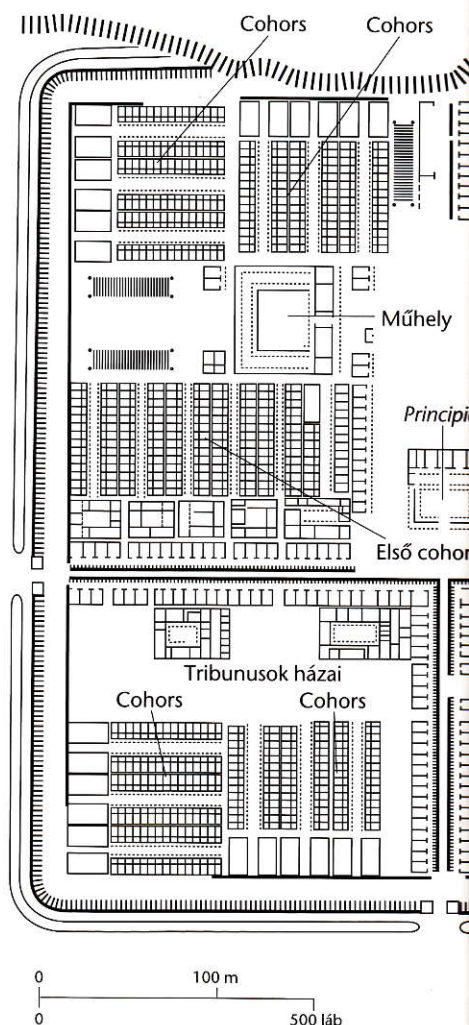 Cohors
Cohors
Műhely
Principi
Első cohor
Tribunusok házai
Cohors
Cohors
0
100 m
0
500 láb